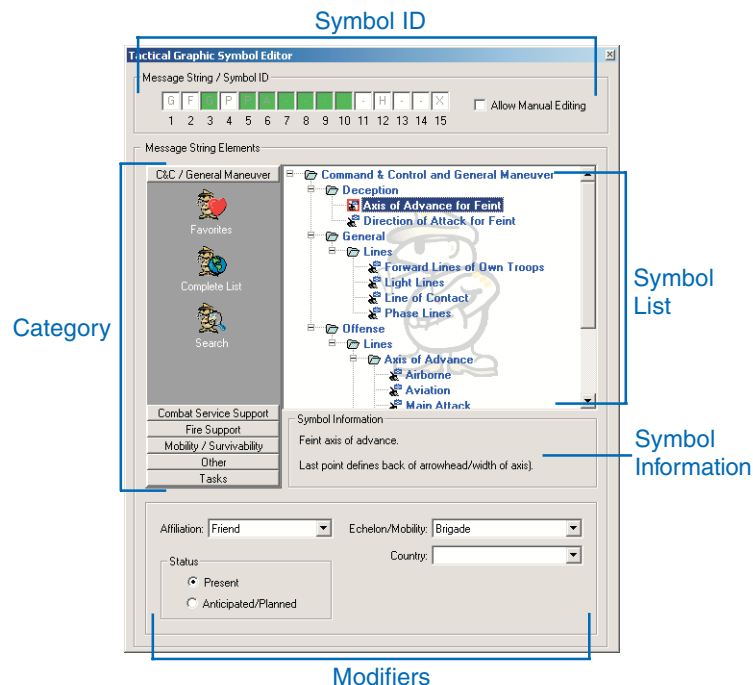 Symbol ID
Tactical Graphic Symbol Editor
Message String / Symbol ID
G F G P P A - - - - - H - - X
1 2 3 4 5 6 7 8 9 10 11 12 13 14 15
Allow Manual Editing
Message String Elements
C&C / General Maneuver
Favorites
Complete List
Search
Combat Service Support
Fire Support
Mobility / Survivability
Other
Tasks
Category
Command & Control and General Maneuver
Deception
Axis of Advance for Feint
Direction of Attack for Feint
General
Lines
Forward Lines of Own Troops
Light Lines
Line of Contact
Phase Lines
Offense
Lines
Axis of Advance
Airborne
Aviation
Main Attack
Symbol
List
Symbol Information
Feint axis of advance.
Last point defines back of arrowhead/width of axis).
Symbol
Information
Affiliation: Friend
Echelon/Mobility: Brigade
Country:
Status
Present
Anticipated/Planned
Modifiers